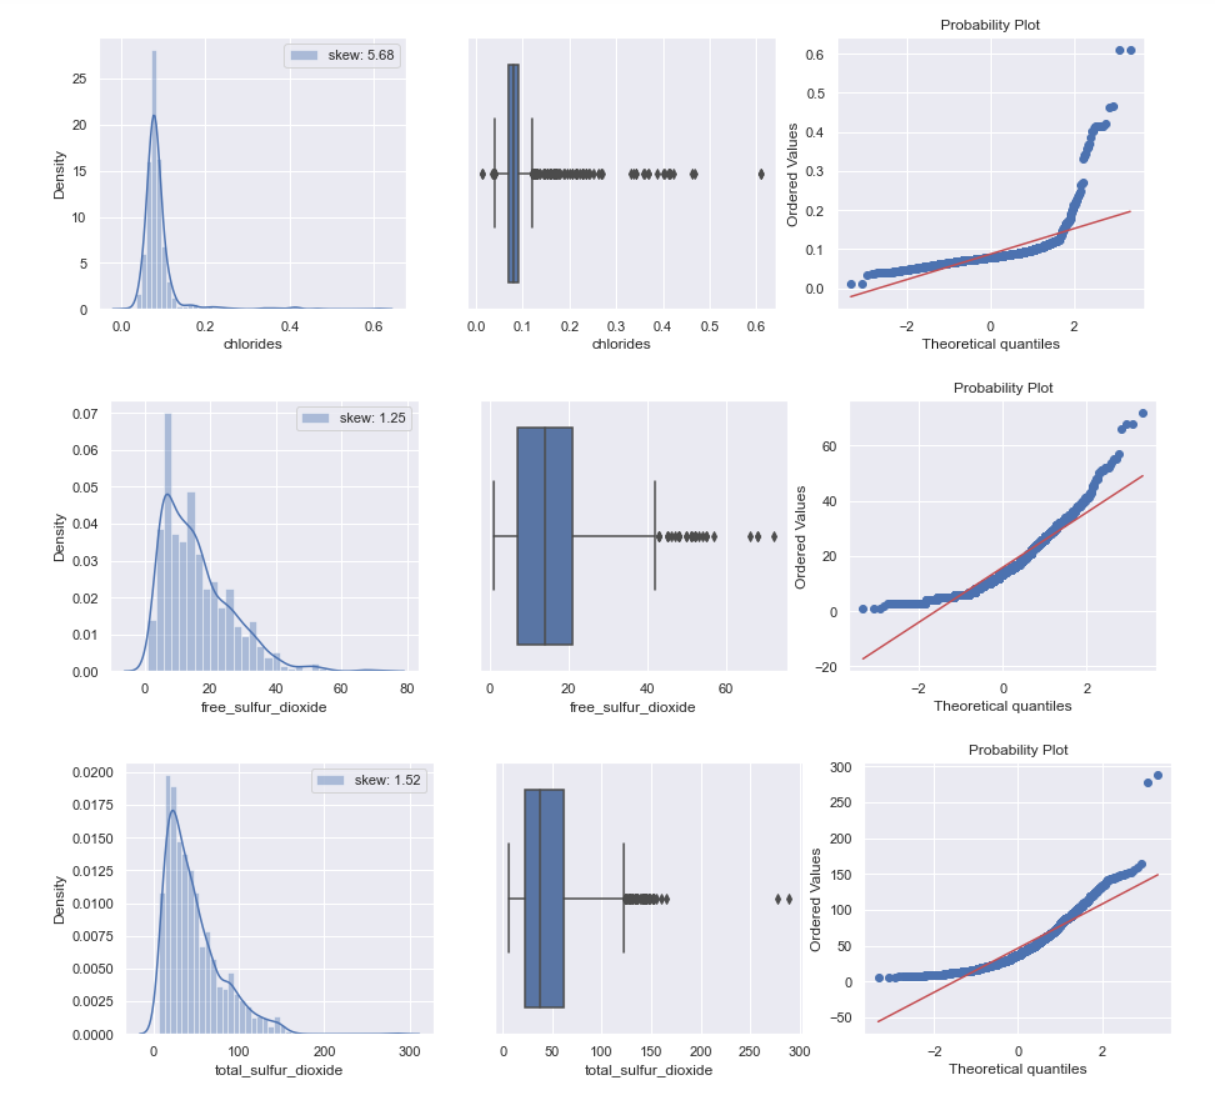 Probability Plot
skew: 5.68
Density
25
20
15
10
5
0
0.0 0.2 0.4 0.6
chlorides
0.0 0.1 0.2 0.3 0.4 0.5 0.6
chlorides
Ordered Values
0.6
0.5
0.4
0.3
0.2
0.1
0.0
−2 0 2
Theoretical quantiles
Probability Plot
skew: 1.25
Density
0.07
0.06
0.05
0.04
0.03
0.02
0.01
0.00
0 20 40 60 80
free_sulfur_dioxide
0 20 40 60
free_sulfur_dioxide
Ordered Values
60
40
20
0
−20
−2 0 2
Theoretical quantiles
Probability Plot
skew: 1.52
Density
0.0200
0.0175
0.0150
0.0125
0.0100
0.0075
0.0050
0.0025
0.0000
0 100 200 300
total_sulfur_dioxide
0 50 100 150 200 250 300
total_sulfur_dioxide
Ordered Values
300
250
200
150
100
50
0
−50
−2 0 2
Theoretical quantiles